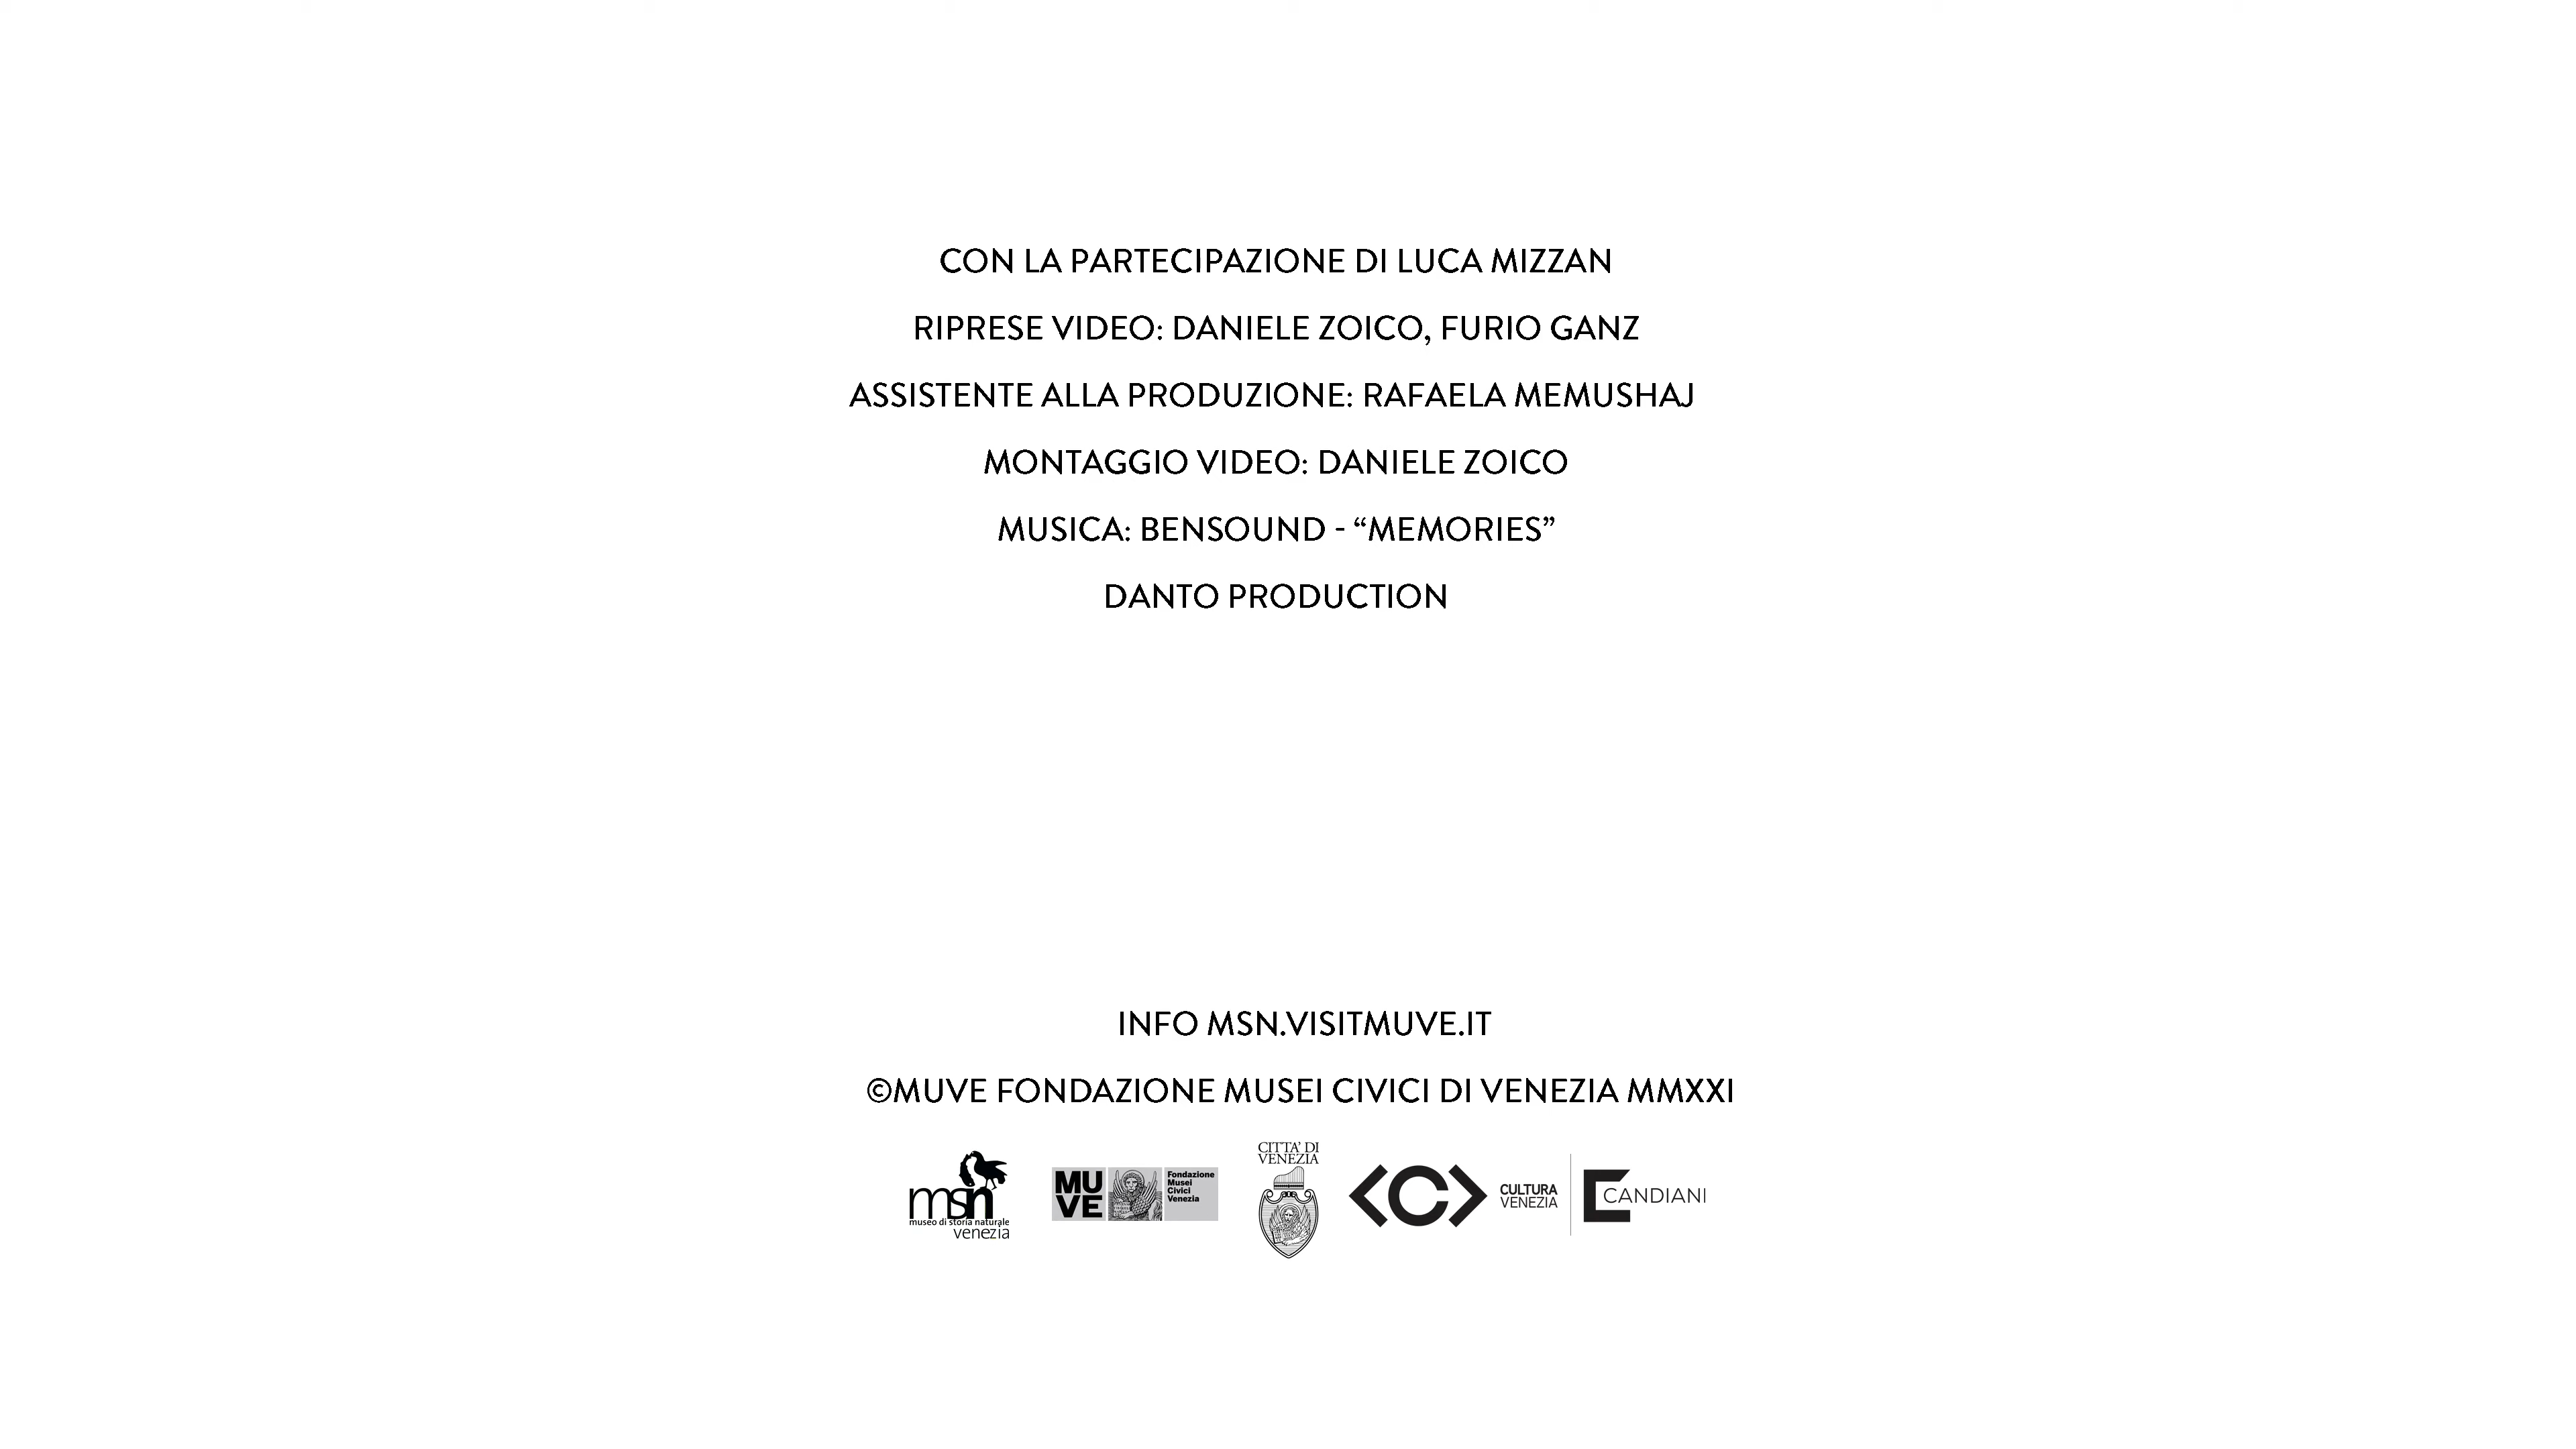 CON LA PARTECIPAZIONE DI LUCA MIZZAN
RIPRESE VIDEO: DANIELE ZOICO, FURIO GANZ
ASSISTENTE ALLA PRODUZIONE: RAFAELA MEMUSHAJ
MONTAGGIO VIDEO: DANIELE ZOICO
MUSICA: BENSOUND - “MEMORIES”
DANTO PRODUCTION
INFO MSN.VISITMUVE.IT
©MUVE FONDAZIONE MUSEI CIVICI DI VENEZIA MMXXI
msn
museo di storia naturale
venezia
MU
VE
Fondazione
Musei
Civici
Venezia
CITTA’ DI
VENEZIA
<C>
CULTURA
VENEZIA
CANDIANI